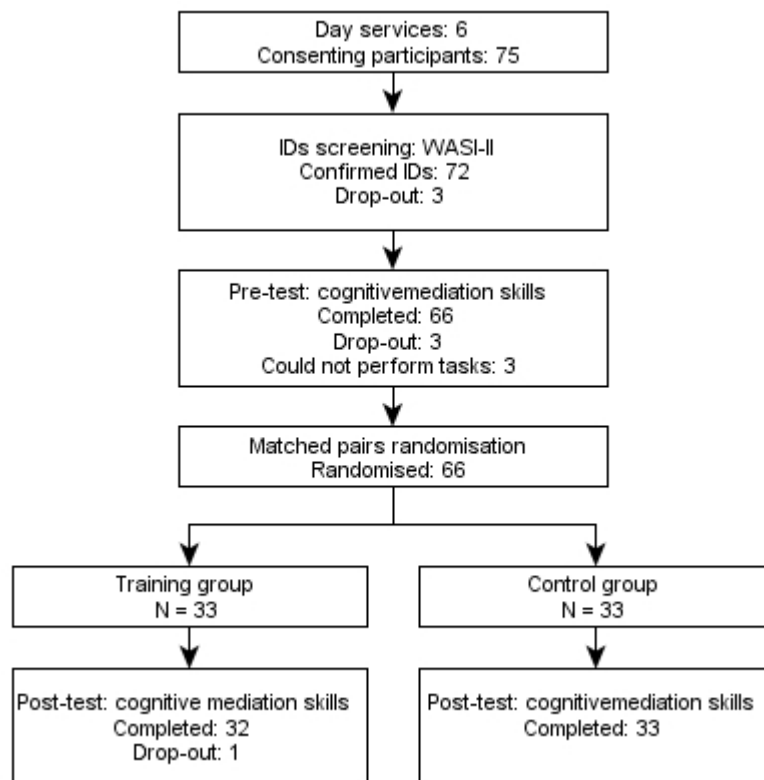 Day services: 6
Consenting participants: 75
IDs screening: WASI-II
Confirmed IDs: 72
Drop-out: 3
Pre-test: cognitivemediation skills
Completed: 66
Drop-out: 3
Could not perform tasks: 3
Matched pairs randomisation
Randomised: 66
Training group
N = 33
Control group
N = 33
Post-test: cognitive mediation skills
Completed: 32
Drop-out: 1
Post-test: cognitivemediation skills
Completed: 33